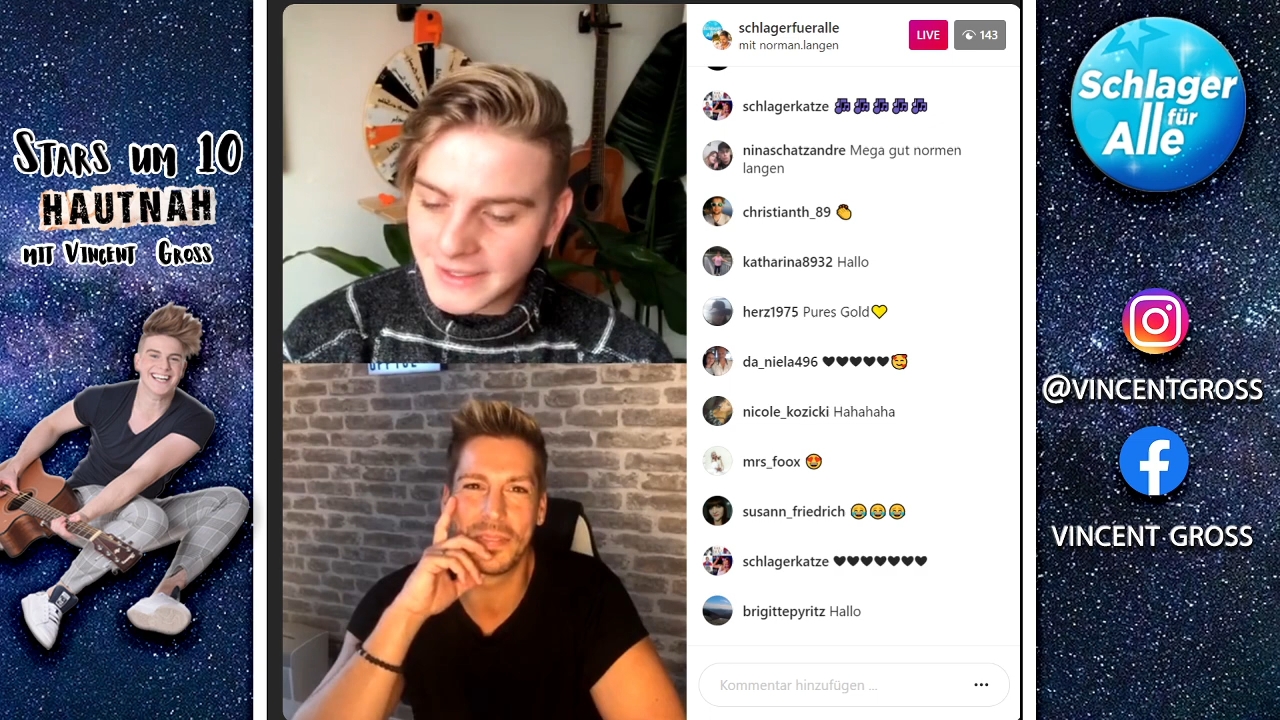 STARS UM 10
HAUTNAH
MIT VINCENT GROSS
schlagerfueralle
mit norman.langen
LIVE
143
schlagerkatze
ninaschatzandre Mega gut normen
langen
christianth_89 👏
katharina8932 Hallo
herz1975 Pures Gold💛
da_niela496 🖤🖤🖤🖤🖤🥰
nicole_kozicki Hahahaha
mrs_foox 😍
susann_friedrich 😂😂😂
schlagerkatze 🖤🖤🖤🖤🖤🖤🖤
brigittepyritz Hallo
Kommentar hinzufügen ...
Schlager
für
Alle
@VINCENTGROSS
VINCENT GROSS